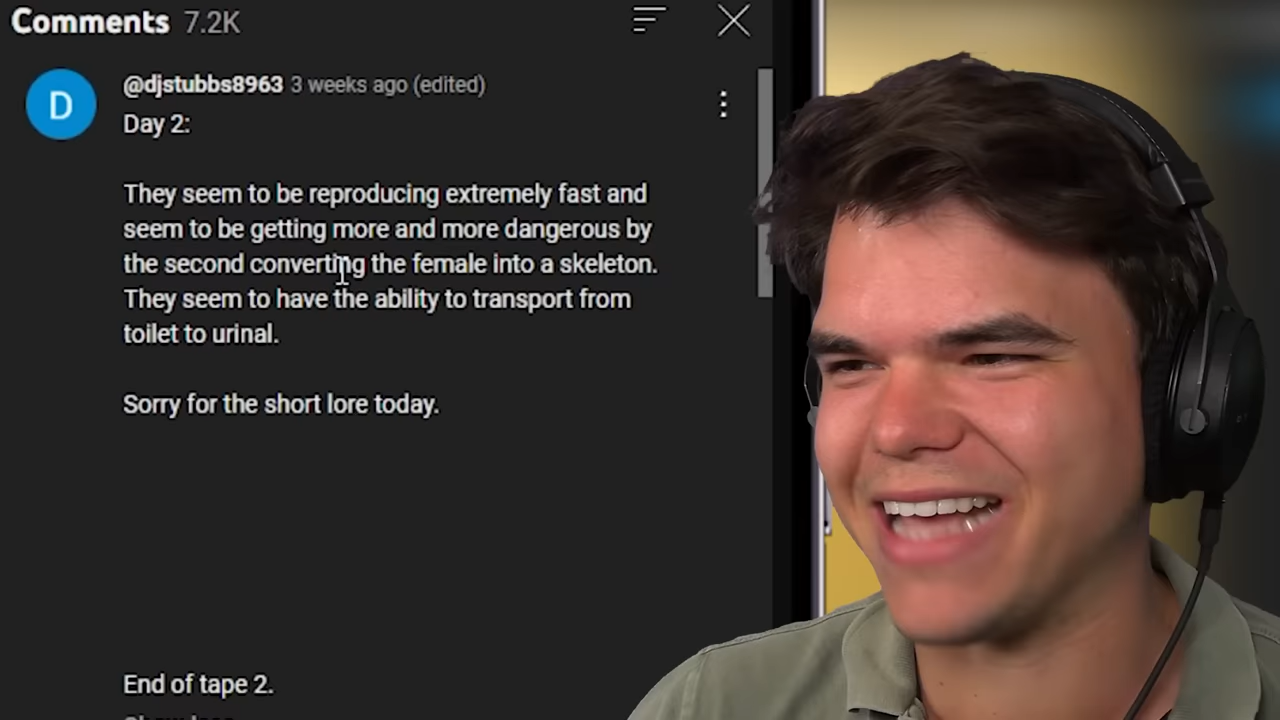 Comments 7.2K
D
@djstubbs8963 3 weeks ago (edited)
Day 2:
They seem to be reproducing extremely fast and
seem to be getting more and more dangerous by
the second converting the female into a skeleton.
They seem to have the ability to transport from
toilet to urinal.
Sorry for the short lore today.
End of tape 2.
Show less